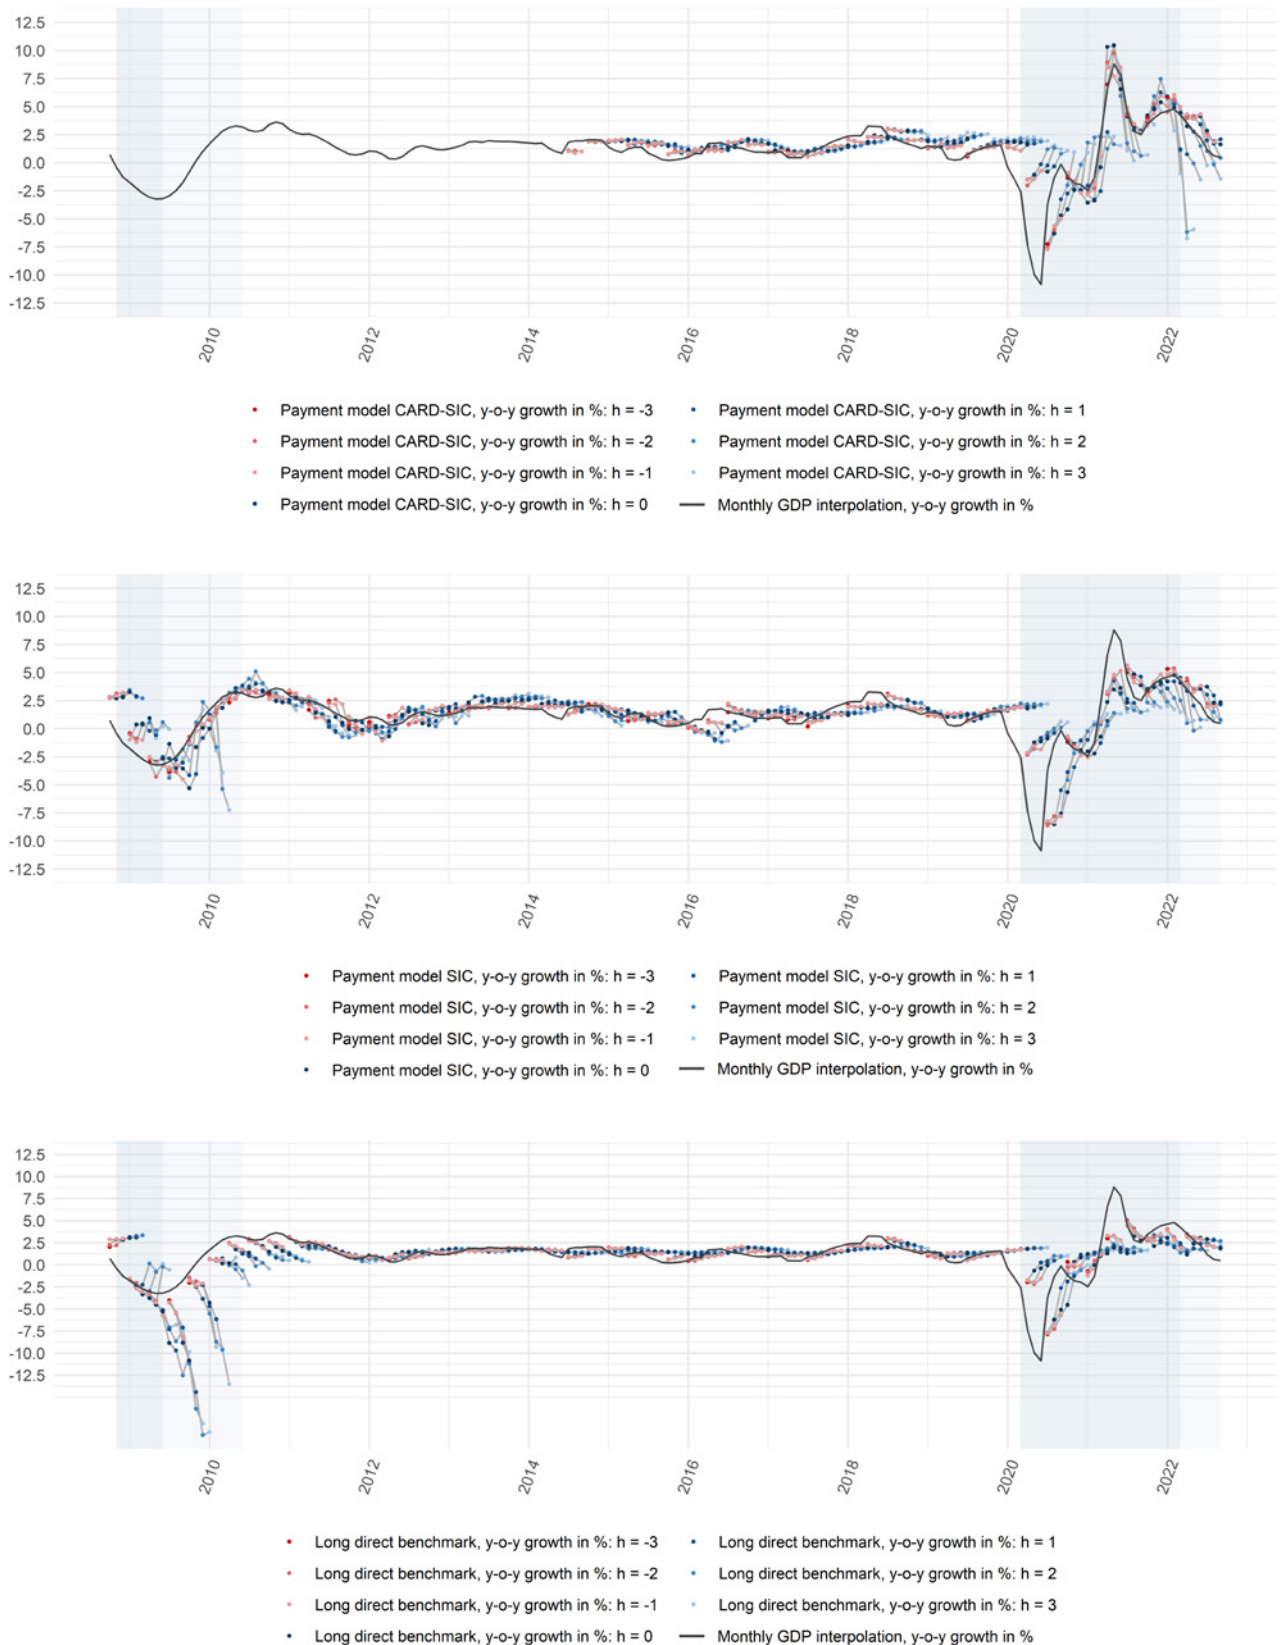 12.5
10.0
7.5
5.0
2.5
0.0
-2.5
-5.0
-7.5
-10.0
-12.5
2010 2012 2014 2016 2018 2020 2022
Payment model CARD-SIC, y-o-y growth in %: h = -3 Payment model CARD-SIC, y-o-y growth in %: h = 1
Payment model CARD-SIC, y-o-y growth in %: h = -2 Payment model CARD-SIC, y-o-y growth in %: h = 2
Payment model CARD-SIC, y-o-y growth in %: h = -1 Payment model CARD-SIC, y-o-y growth in %: h = 3
Payment model CARD-SIC, y-o-y growth in %: h = 0 Monthly GDP interpolation, y-o-y growth in %
12.5
10.0
7.5
5.0
2.5
0.0
-2.5
-5.0
-7.5
-10.0
-12.5
2010 2012 2014 2016 2018 2020 2022
Payment model SIC, y-o-y growth in %: h = -3 Payment model SIC, y-o-y growth in %: h = 1
Payment model SIC, y-o-y growth in %: h = -2 Payment model SIC, y-o-y growth in %: h = 2
Payment model SIC, y-o-y growth in %: h = -1 Payment model SIC, y-o-y growth in %: h = 3
Payment model SIC, y-o-y growth in %: h = 0 Monthly GDP interpolation, y-o-y growth in %
12.5
10.0
7.5
5.0
2.5
0.0
-2.5
-5.0
-7.5
-10.0
-12.5
2010 2012 2014 2016 2018 2020 2022
Long direct benchmark, y-o-y growth in %: h = -3 Long direct benchmark, y-o-y growth in %: h = 1
Long direct benchmark, y-o-y growth in %: h = -2 Long direct benchmark, y-o-y growth in %: h = 2
Long direct benchmark, y-o-y growth in %: h = -1 Long direct benchmark, y-o-y growth in %: h = 3
Long direct benchmark, y-o-y growth in %: h = 0 Monthly GDP interpolation, y-o-y growth in %